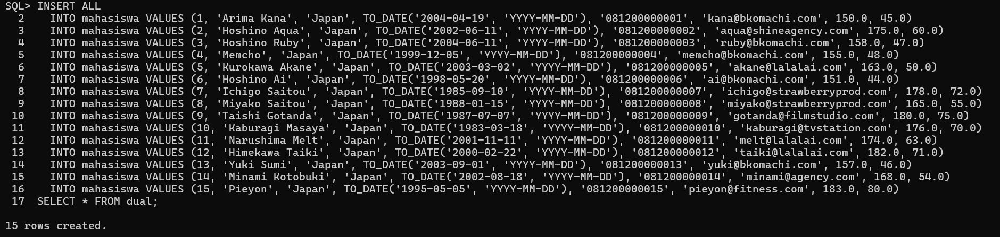 SQL> INSERT ALL
  2    INTO mahasiswa VALUES (1, 'Arima Kana', 'Japan', TO_DATE('2004-04-19', 'YYYY-MM-DD'), '081200000001', 'kana@bkomachi.com', 150.0, 45.0)
  3    INTO mahasiswa VALUES (2, 'Hoshino Aqua', 'Japan', TO_DATE('2002-06-11', 'YYYY-MM-DD'), '081200000002', 'aqua@shineagency.com', 175.0, 60.0)
  4    INTO mahasiswa VALUES (3, 'Hoshino Ruby', 'Japan', TO_DATE('2004-06-11', 'YYYY-MM-DD'), '081200000003', 'ruby@bkomachi.com', 158.0, 47.0)
  5    INTO mahasiswa VALUES (4, 'Memcho', 'Japan', TO_DATE('1999-12-05', 'YYYY-MM-DD'), '081200000004', 'memcho@bkomachi.com', 155.0, 48.0)
  6    INTO mahasiswa VALUES (5, 'Kurokawa Akane', 'Japan', TO_DATE('2003-03-02', 'YYYY-MM-DD'), '081200000005', 'akane@lalalai.com', 163.0, 50.0)
  7    INTO mahasiswa VALUES (6, 'Hoshino Ai', 'Japan', TO_DATE('1998-05-20', 'YYYY-MM-DD'), '081200000006', 'ai@bkomachi.com', 151.0, 44.0)
  8    INTO mahasiswa VALUES (7, 'Ichigo Saitou', 'Japan', TO_DATE('1985-09-10', 'YYYY-MM-DD'), '081200000007', 'ichigo@strawberryprod.com', 178.0, 72.0)
  9    INTO mahasiswa VALUES (8, 'Miyako Saitou', 'Japan', TO_DATE('1988-01-15', 'YYYY-MM-DD'), '081200000008', 'miyako@strawberryprod.com', 165.0, 55.0)
 10    INTO mahasiswa VALUES (9, 'Taishi Gotanda', 'Japan', TO_DATE('1987-07-07', 'YYYY-MM-DD'), '081200000009', 'gotanda@filmstudio.com', 180.0, 75.0)
 11    INTO mahasiswa VALUES (10, 'Kaburagi Masaya', 'Japan', TO_DATE('1983-03-18', 'YYYY-MM-DD'), '081200000010', 'kaburagi@tvstation.com', 176.0, 70.0)
 12    INTO mahasiswa VALUES (11, 'Narushima Melt', 'Japan', TO_DATE('2001-11-11', 'YYYY-MM-DD'), '081200000011', 'melt@lalalai.com', 174.0, 63.0)
 13    INTO mahasiswa VALUES (12, 'Himekawa Taiki', 'Japan', TO_DATE('2000-02-22', 'YYYY-MM-DD'), '081200000012', 'taiki@lalalai.com', 182.0, 71.0)
 14    INTO mahasiswa VALUES (13, 'Yuki Sumi', 'Japan', TO_DATE('2003-09-01', 'YYYY-MM-DD'), '081200000013', 'yuki@bkomachi.com', 157.0, 46.0)
 15    INTO mahasiswa VALUES (14, 'Minami Kotobuki', 'Japan', TO_DATE('2002-08-18', 'YYYY-MM-DD'), '081200000014', 'minami@agency.com', 168.0, 54.0)
 16    INTO mahasiswa VALUES (15, 'Pieyon', 'Japan', TO_DATE('1995-05-05', 'YYYY-MM-DD'), '081200000015', 'pieyon@fitness.com', 183.0, 80.0)
 17  SELECT * FROM dual;
15 rows created.